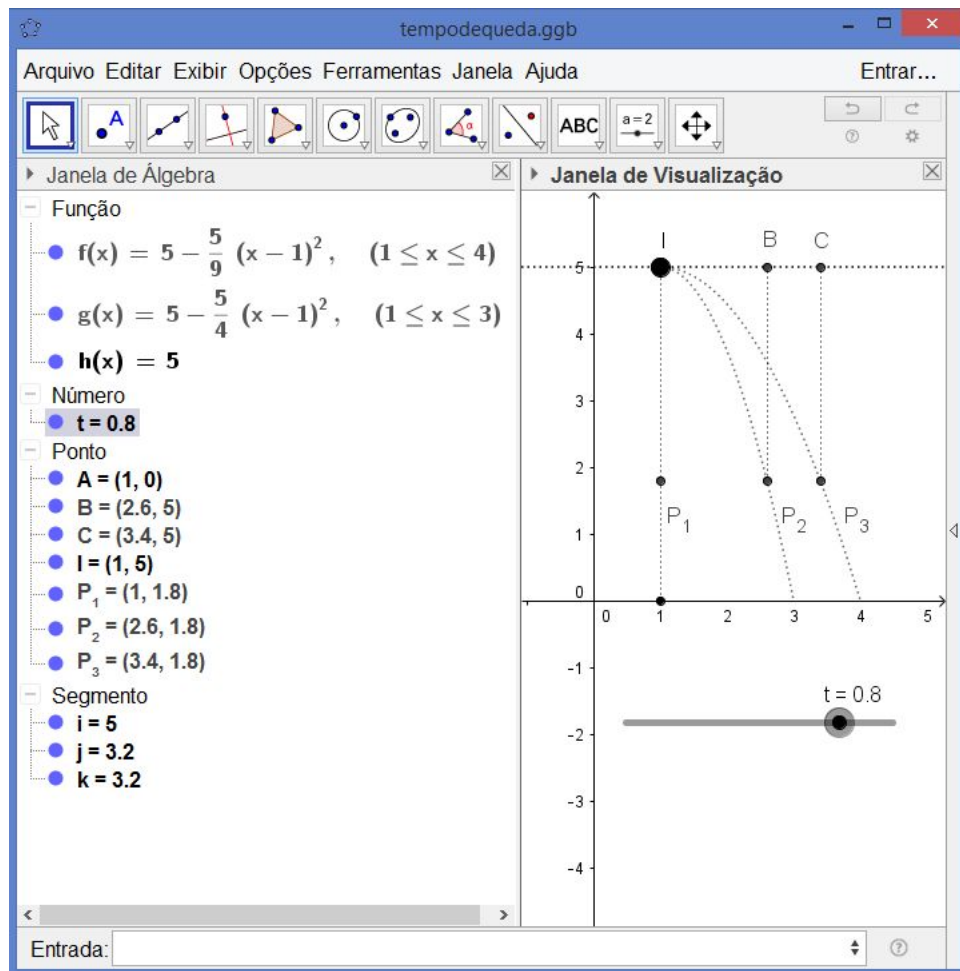 tempodequeda.ggb
Arquivo Editar Exibir Opções Ferramentas Janela Ajuda Entrar...
A α ABC a = 2
Janela de Álgebra
Função
f(x) = 5 − 5/9 (x − 1)², (1 ≤ x ≤ 4)
g(x) = 5 − 5/4 (x − 1)², (1 ≤ x ≤ 3)
h(x) = 5
Número
t = 0.8
Ponto
A = (1, 0)
B = (2.6, 5)
C = (3.4, 5)
I = (1, 5)
P₁ = (1, 1.8)
P₂ = (2.6, 1.8)
P₃ = (3.4, 1.8)
Segmento
i = 5
j = 3.2
k = 3.2
Janela de Visualização
I B C
5
4
3
2
P₁ P₂ P₃
1
0
0 1 2 3 4 5
-1
t = 0.8
-2
-3
-4
Entrada: